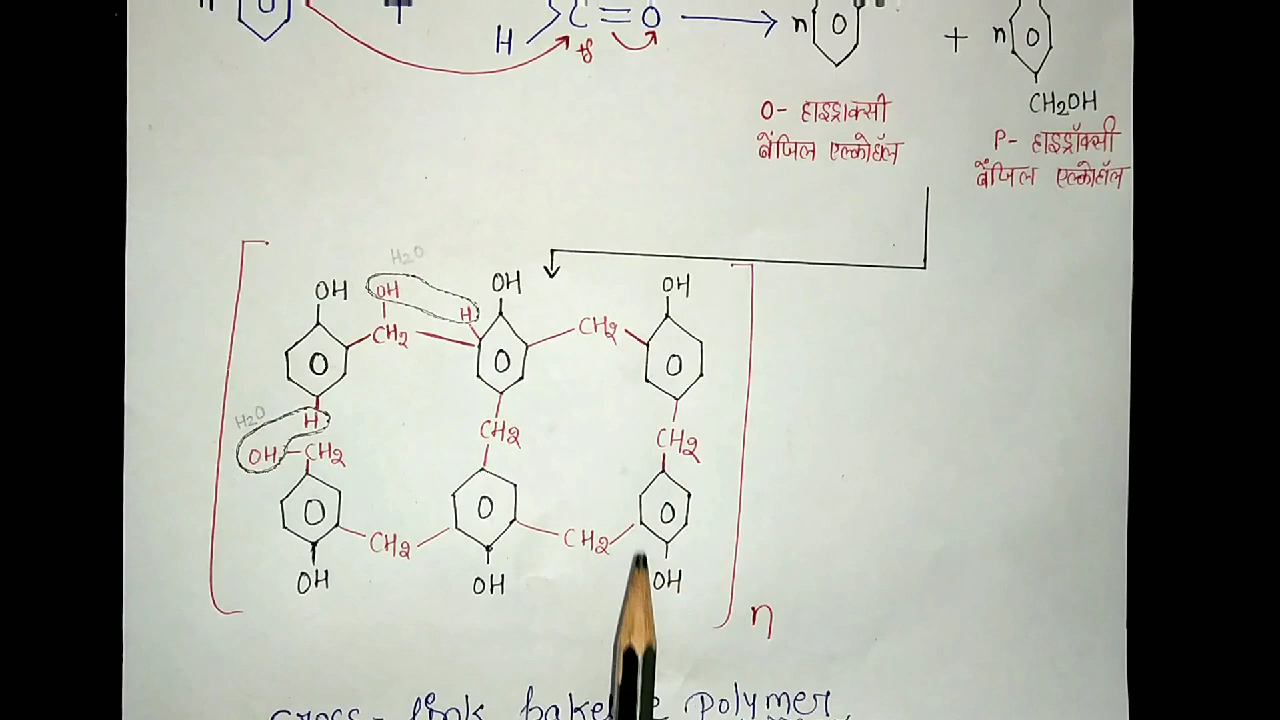 H C = O → n + n
+δ
CH2OH
O- हाइड्राक्सी
बेंजिल एल्कोहॅल
P- हाइड्रॉक्सी
बेंजिल एल्कोहॉल
H2O
OH OH OH OH
H
CH2 CH2
H2O
H
CH2 CH2
OH-CH2
CH2 CH2
OH OH OH
n
cross-link polymer